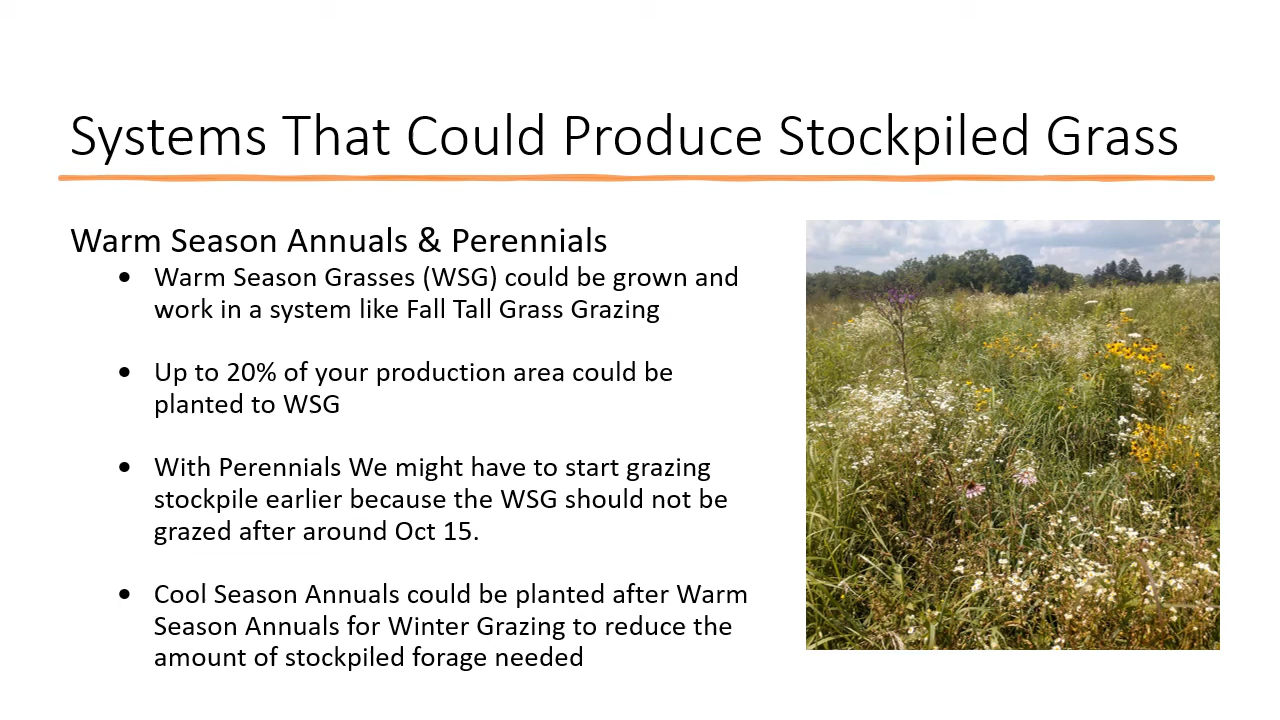 Systems That Could Produce Stockpiled Grass
Warm Season Annuals & Perennials
• Warm Season Grasses (WSG) could be grown and
work in a system like Fall Tall Grass Grazing
• Up to 20% of your production area could be
planted to WSG
• With Perennials We might have to start grazing
stockpile earlier because the WSG should not be
grazed after around Oct 15.
• Cool Season Annuals could be planted after Warm
Season Annuals for Winter Grazing to reduce the
amount of stockpiled forage needed